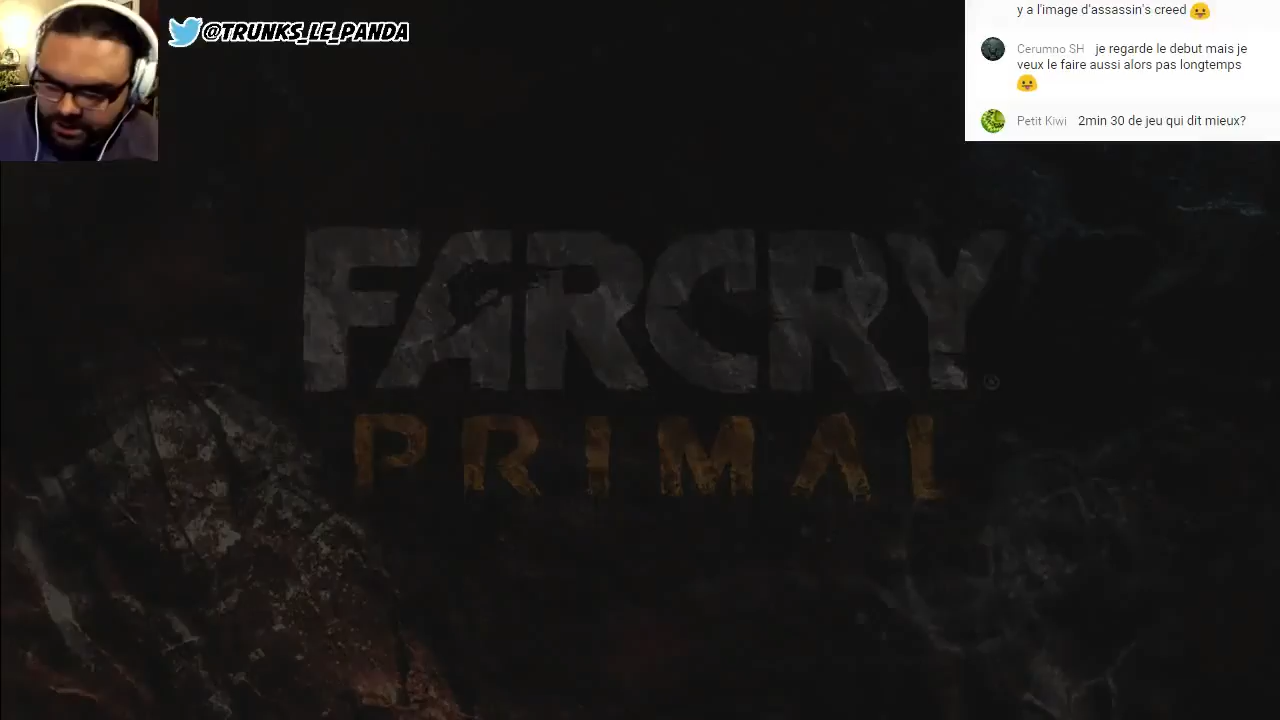 @TRUNKS_LE_PANDA
y a l'image d'assassin's creed 😛
Cerumno SH je regarde le debut mais je
veux le faire aussi alors pas longtemps
😛
Petit Kiwi 2min 30 de jeu qui dit mieux?
FARCRY®
PRIMAL